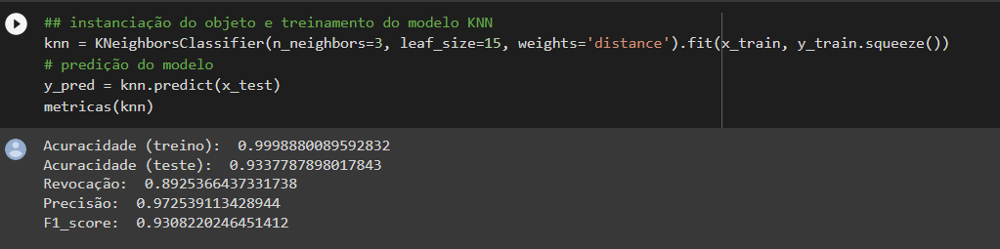 ## instanciação do objeto e treinamento do modelo KNN
knn = KNeighborsClassifier(n_neighbors=3, leaf_size=15, weights='distance').fit(x_train, y_train.squeeze())
# predição do modelo
y_pred = knn.predict(x_test)
metricas(knn)
Acuracidade (treino):  0.9998880089592832
Acuracidade (teste):  0.9337787898017843
Revocação:  0.8925366437331738
Precisão:  0.972539113428944
F1_score:  0.9308220246451412